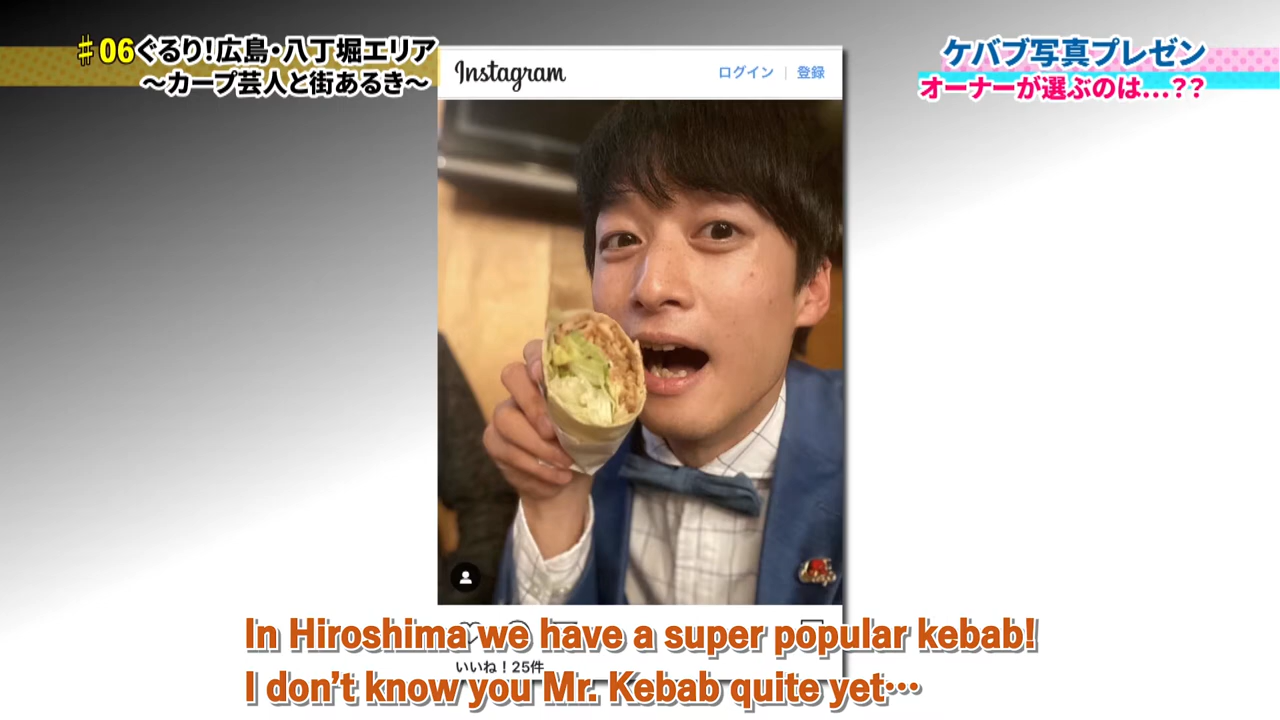 #06ぐるり!広島・八丁堀エリア
〜カープ芸人と街あるき〜
ケバブ写真プレゼン
オーナーが選ぶのは…??
Instagram
ログイン | 登録
In Hiroshima we have a super popular kebab!
いいね!25件
I don't know you Mr. Kebab quite yet…